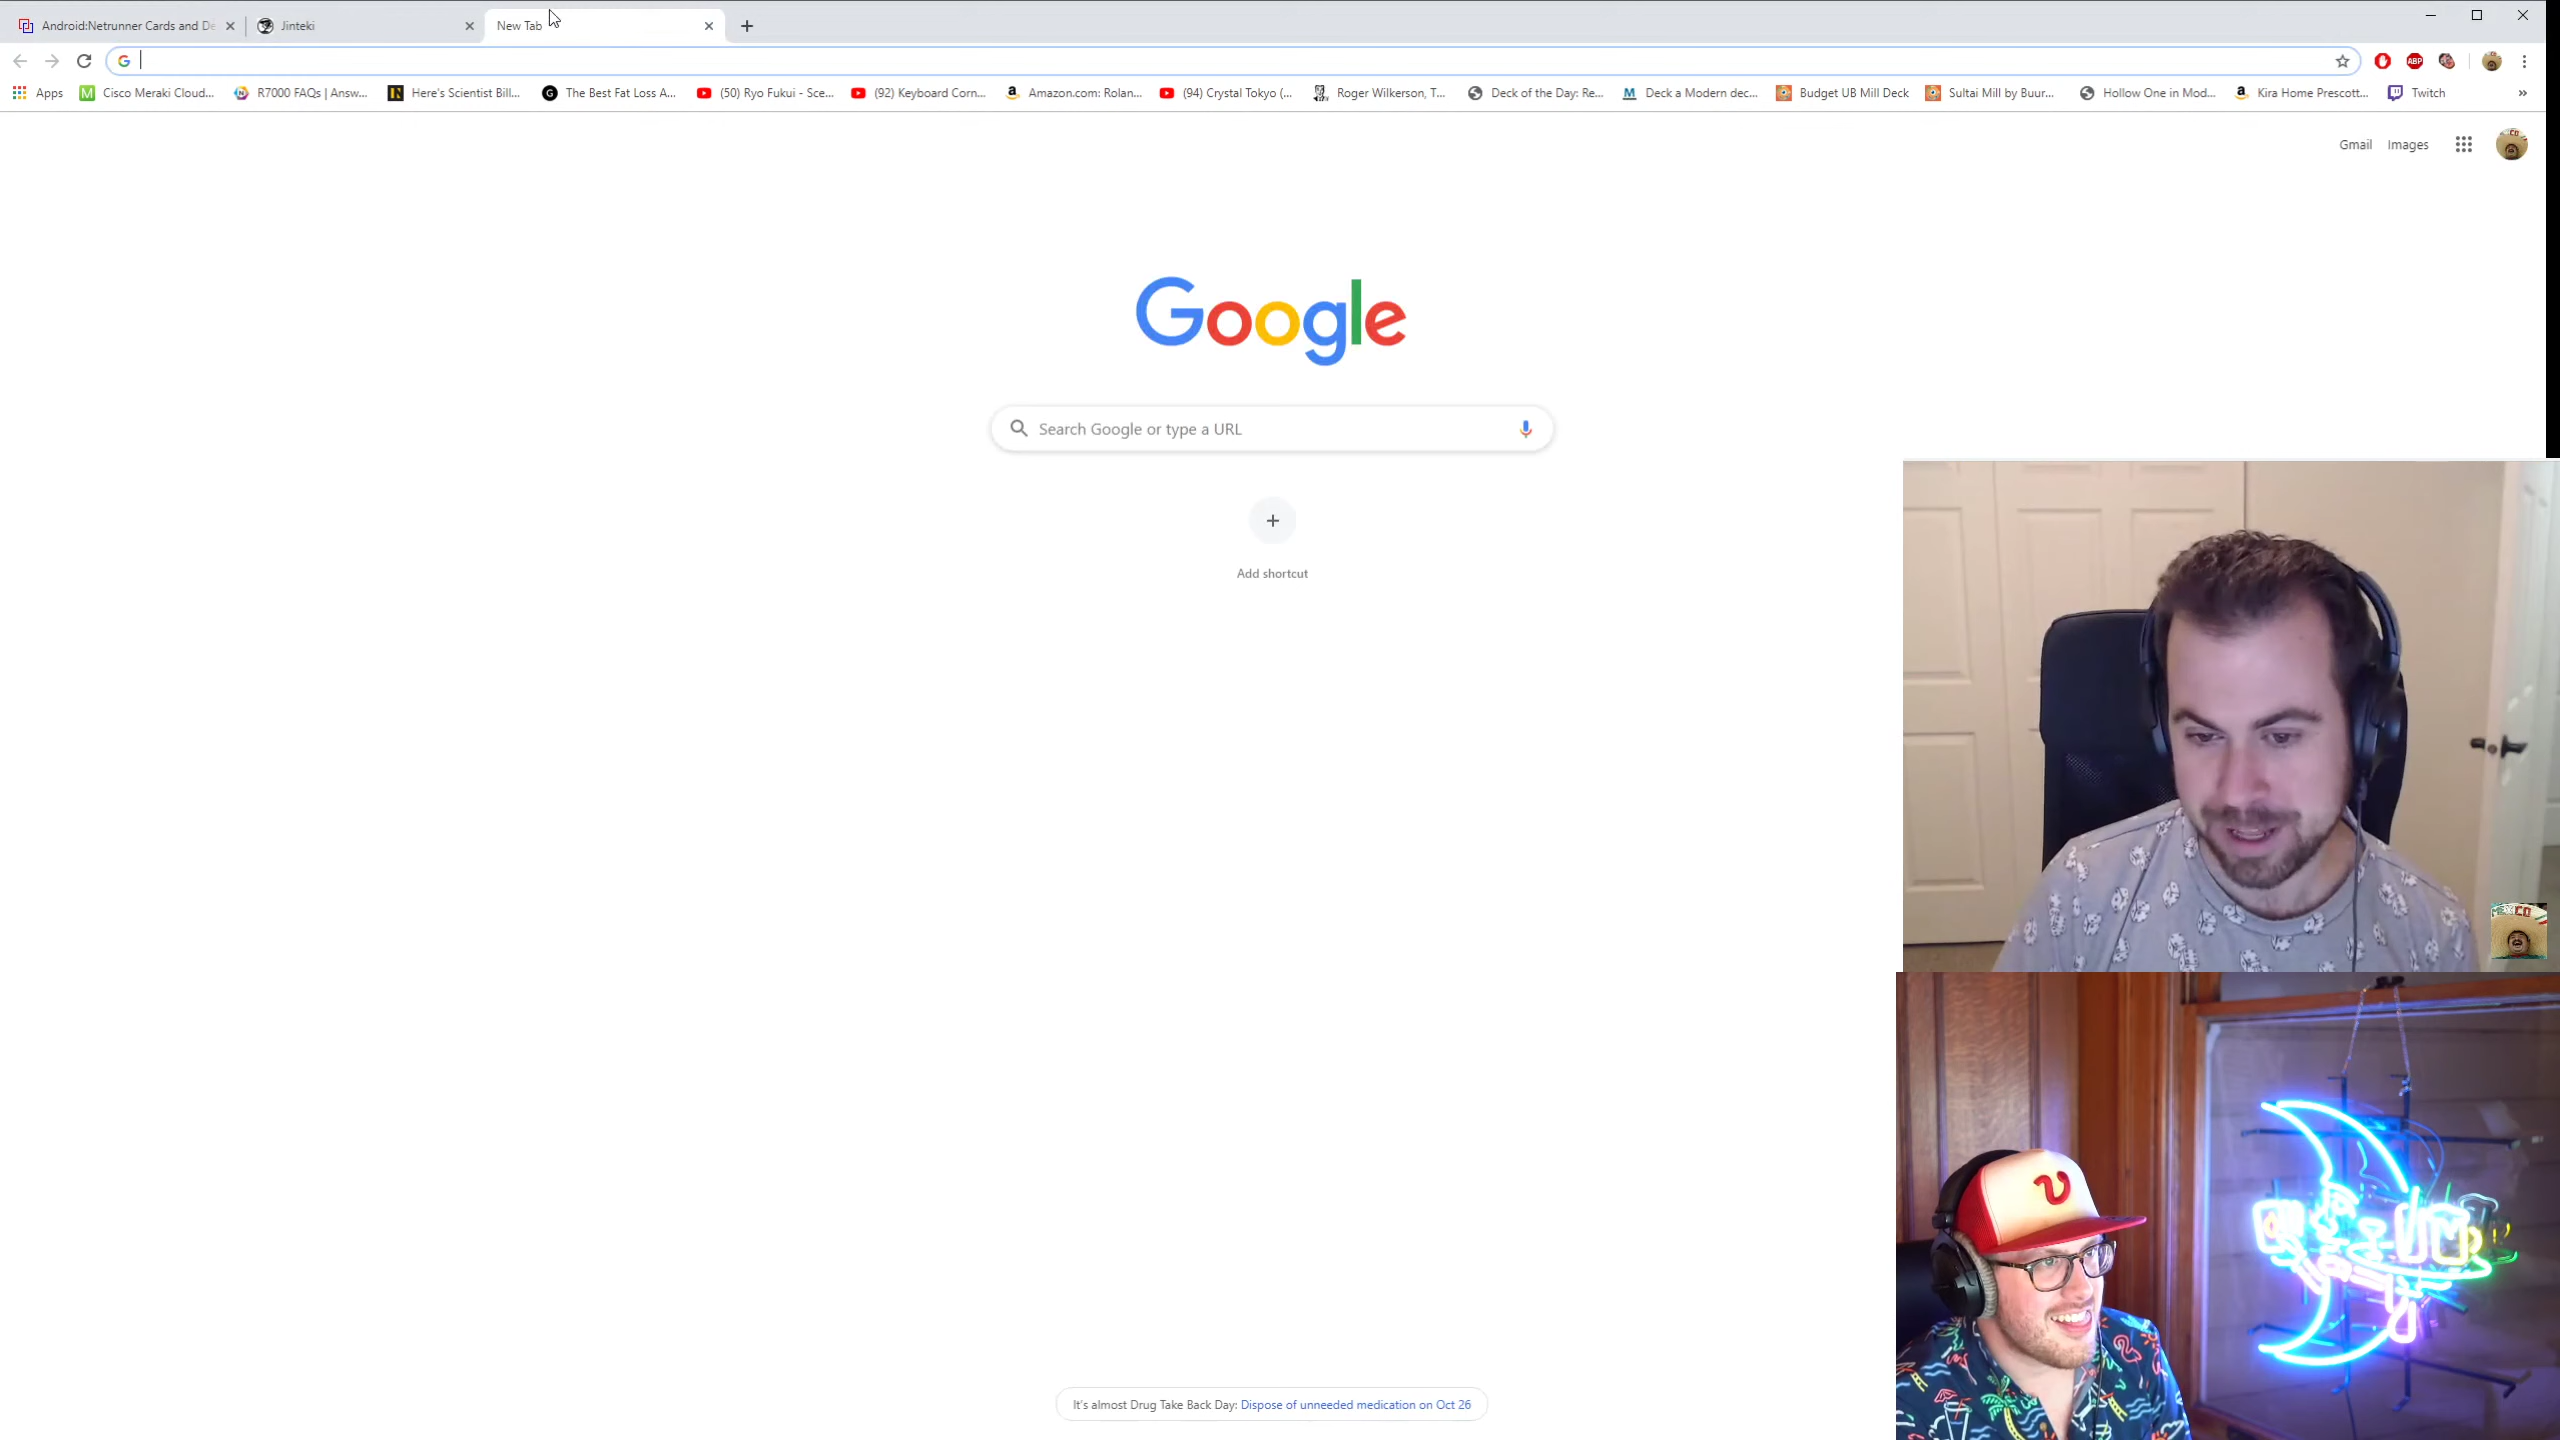 Android:Netrunner Cards and De
Jinteki
New Tab
Apps
Cisco Meraki Cloud...
R7000 FAQs | Answ...
Here's Scientist Bill...
The Best Fat Loss A...
(50) Ryo Fukui - Sce...
(92) Keyboard Corn...
Amazon.com: Rolan...
(94) Crystal Tokyo (...
Roger Wilkerson, T...
Deck of the Day: Re...
Deck a Modern dec...
Budget UB Mill Deck
Sultai Mill by Buur...
Hollow One in Mod...
Kira Home Prescott...
Twitch
ABP
Gmail Images
Google
Search Google or type a URL
Add shortcut
MEXICO
It's almost Drug Take Back Day: Dispose of unneeded medication on Oct 26